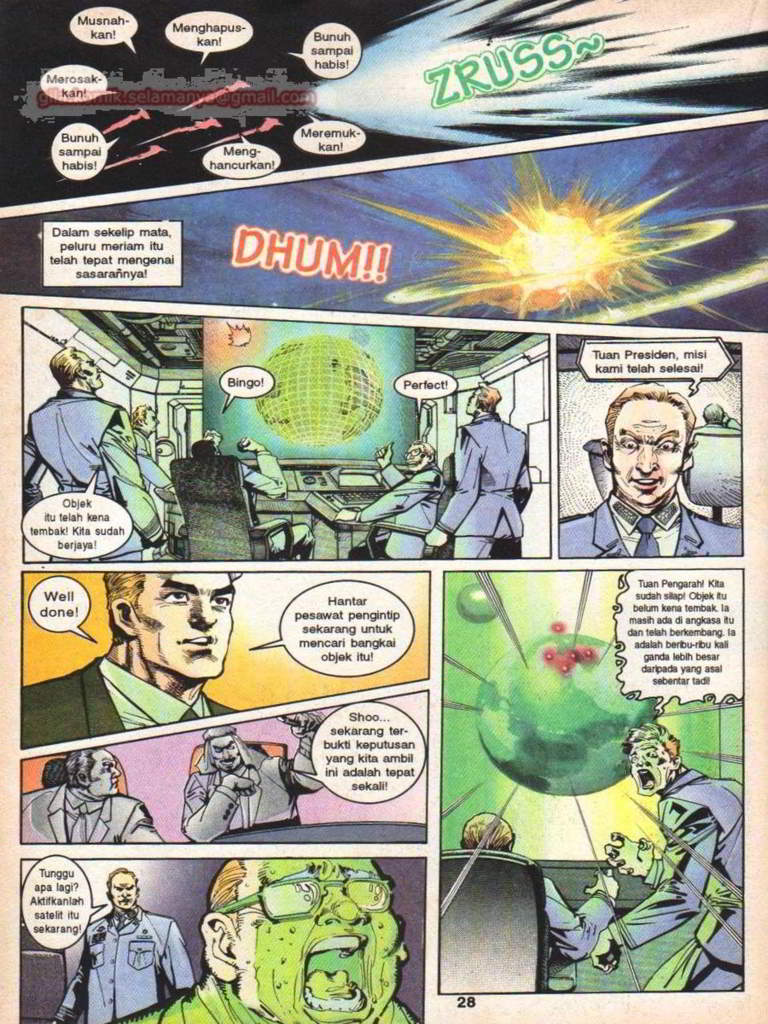 Musnah-
kan!
Menghapus-
kan!
Bunuh
sampai
habis!
Merosak-
kan!
Bunuh
sampai
habis!
Meng-
hancurkan!
Meremuk-
kan!
ZRUSS~
Dalam sekelip mata,
peluru meriam itu
telah tepat mengenai
sasarannya!
DHUM!!
Bingo!
Perfect!
Objek
itu telah kena
tembak! Kita sudah
berjaya!
Tuan Presiden, misi
kami telah selesai!
Well
done!
Hantar
pesawat pengintip
sekarang untuk
mencari bangkai
objek itu!
Shoo...
sekarang ter-
bukti keputusan
yang kita ambil
ini adalah tepat
sekali!
Tuan Pengarah! Kita
sudah silap! Objek itu
belum kena tembak. Ia
masih ada di angkasa itu
dan telah berkembang. Ia
adalah beribu-ribu kali
ganda lebih besar
daripada yang asal
sebentar tadi!
Tunggu
apa lagi?
Aktifkanlah
satelit itu
sekarang!
28